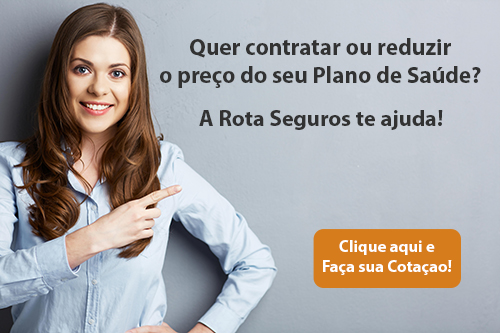 Quer contratar ou reduzir
o preço do seu Plano de Saúde?
A Rota Seguros te ajuda!
Clique aqui e
Faça sua Cotaçao!